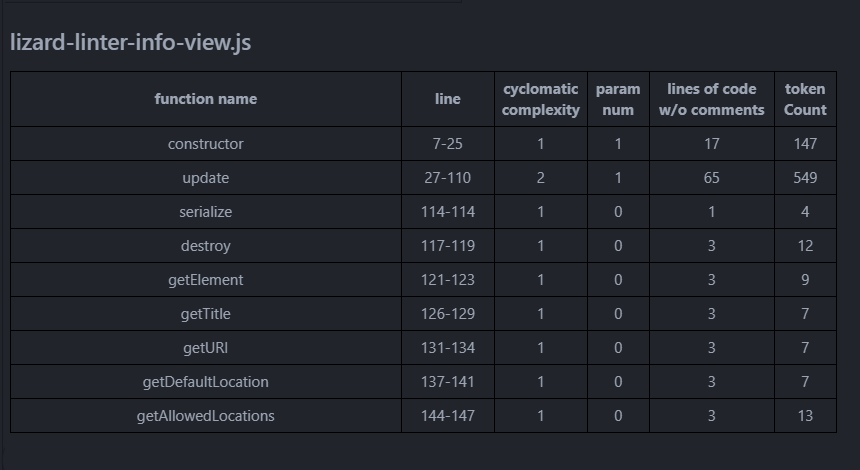 lizard-linter-info-view.js
function name line cyclomatic complexity param num lines of code w/o comments token Count
constructor 7-25 1 1 17 147
update 27-110 2 1 65 549
serialize 114-114 1 0 1 4
destroy 117-119 1 0 3 12
getElement 121-123 1 0 3 9
getTitle 126-129 1 0 3 7
getURI 131-134 1 0 3 7
getDefaultLocation 137-141 1 0 3 7
getAllowedLocations 144-147 1 0 3 13